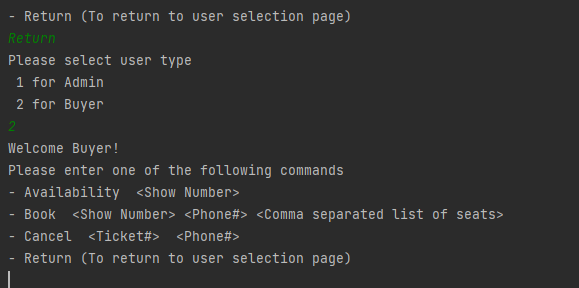 - Return (To return to user selection page)
Return
Please select user type
 1 for Admin
 2 for Buyer
2
Welcome Buyer!
Please enter one of the following commands
- Availability  <Show Number>
- Book  <Show Number> <Phone#> <Comma separated list of seats>
- Cancel  <Ticket#>  <Phone#>
- Return (To return to user selection page)